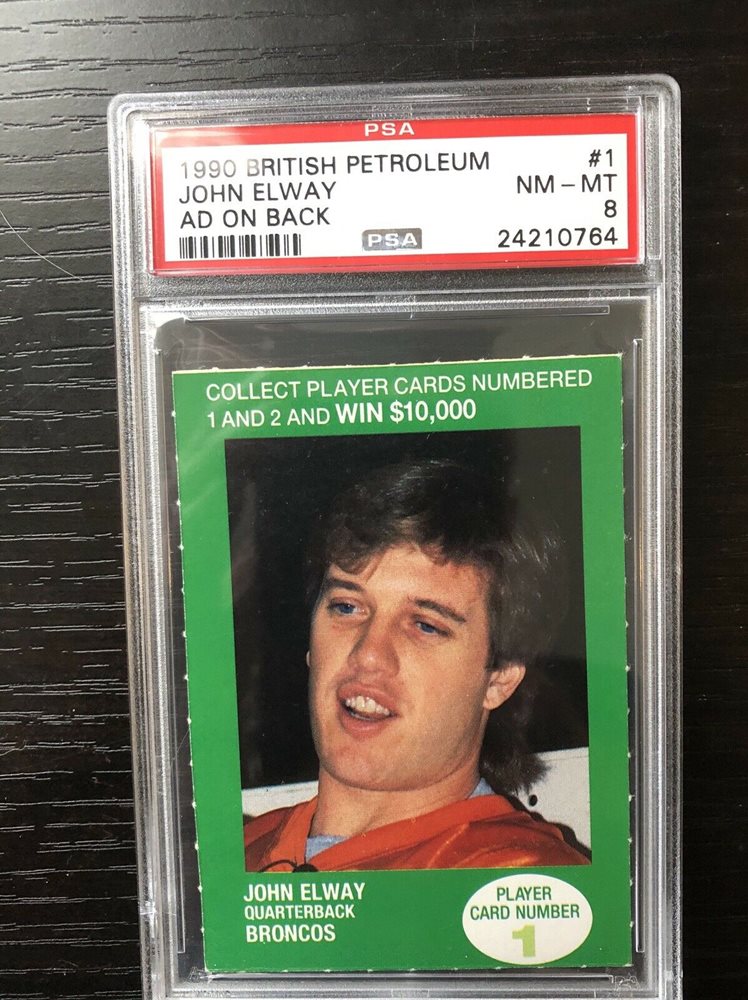 PSA
1990 BRITISH PETROLEUM #1
JOHN ELWAY NM-MT
AD ON BACK 8
PSA 24210764
COLLECT PLAYER CARDS NUMBERED
1 AND 2 AND WIN $10,000
JOHN ELWAY
QUARTERBACK
BRONCOS
PLAYER
CARD NUMBER
1